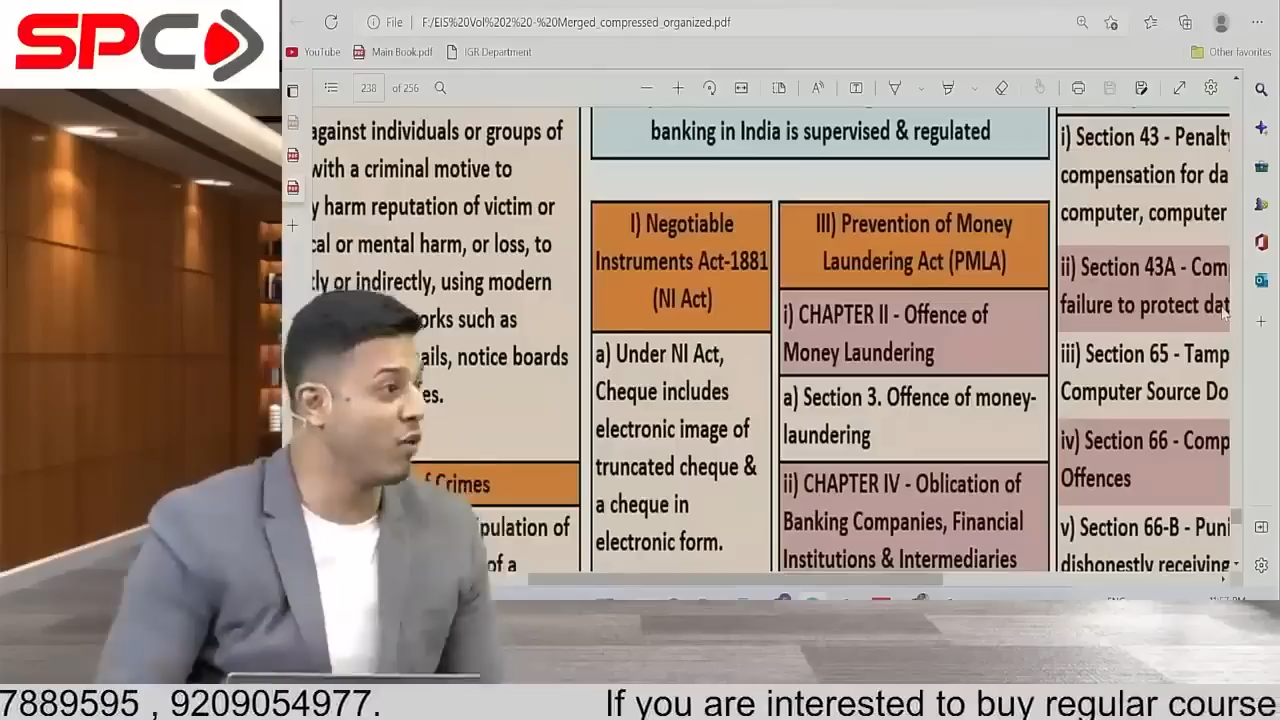 SPC
File
F:/EIS%20Vol%202%20-%20Merged_compressed_organized.pdf
YouTube
Main Book.pdf
IGR Department
Other favorites
238
of 256
against individuals or groups of
with a criminal motive to
y harm reputation of victim or
cal or mental harm, or loss, to
tly or indirectly, using modern
orks such as
ails, notice boards
es.
f Crimes
ipulation of
of a
banking in India is supervised & regulated
I) Negotiable
Instruments Act-1881
(NI Act)
a) Under NI Act,
Cheque includes
electronic image of
truncated cheque &
a cheque in
electronic form.
III) Prevention of Money
Laundering Act (PMLA)
i) CHAPTER II - Offence of
Money Laundering
a) Section 3. Offence of money-
laundering
ii) CHAPTER IV - Oblication of
Banking Companies, Financial
Institutions & Intermediaries
i) Section 43 - Penalty
compensation for da
computer, computer
ii) Section 43A - Com
failure to protect dat
iii) Section 65 - Tamp
Computer Source Do
iv) Section 66 - Comp
Offences
v) Section 66-B - Puni
dishonestly receiving
7889595 , 9209054977.
If you are interested to buy regular course